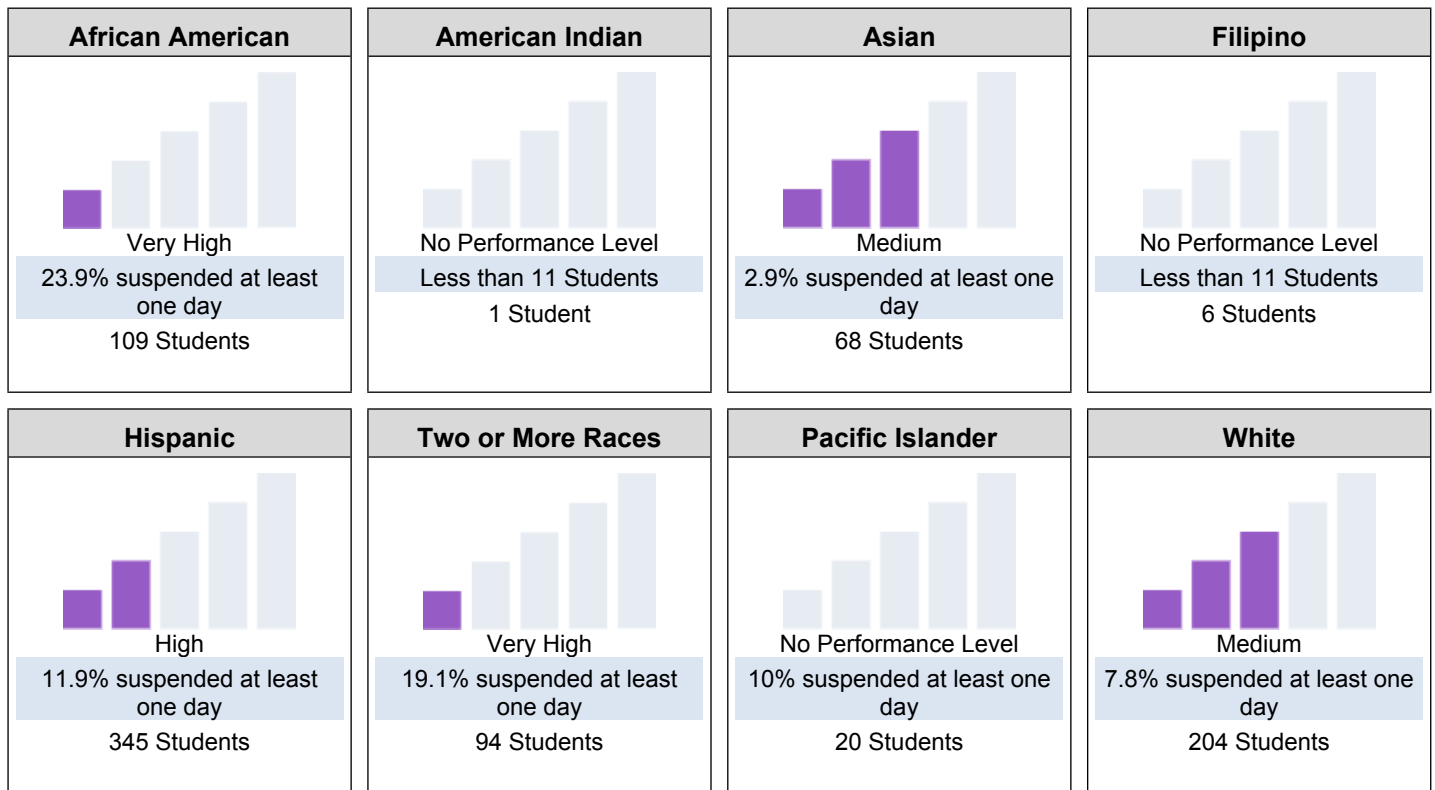 African American
Very High
23.9% suspended at least
one day
109 Students
American Indian
No Performance Level
Less than 11 Students
1 Student
Asian
Medium
2.9% suspended at least one
day
68 Students
Filipino
No Performance Level
Less than 11 Students
6 Students
Hispanic
High
11.9% suspended at least
one day
345 Students
Two or More Races
Very High
19.1% suspended at least
one day
94 Students
Pacific Islander
No Performance Level
10% suspended at least one
day
20 Students
White
Medium
7.8% suspended at least one
day
204 Students